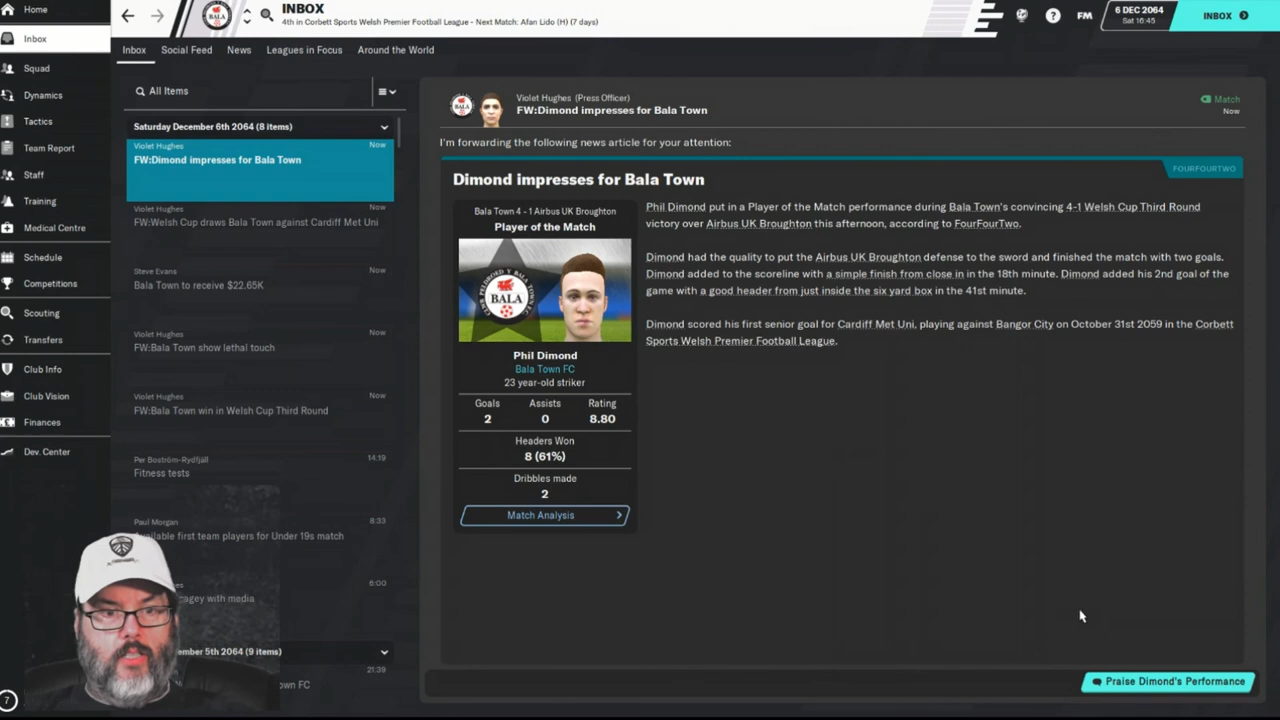 Home
INBOX
4th in Corbett Sports Welsh Premier Football League - Next Match: Afan Lido (H) (7 days)
FM
6 DEC 2064
Sat 16:45
INBOX
Inbox
Inbox
Social Feed
News
Leagues in Focus
Around the World
Squad
Dynamics
Tactics
Team Report
Staff
Training
Medical Centre
Schedule
Competitions
Scouting
Transfers
Club Info
Club Vision
Finances
Dev. Center
7
All Items
Saturday December 6th 2064 (8 items)
Violet Hughes
Now
FW:Dimond impresses for Bala Town
Violet Hughes
Now
FW:Welsh Cup draws Bala Town against Cardiff Met Uni
Steve Evans
Now
Bala Town to receive $22.65K
Violet Hughes
Now
FW:Bala Town show lethal touch
Violet Hughes
Now
FW:Bala Town win in Welsh Cup Third Round
Per Boström-Rydfjäll
14:19
Fitness tests
Paul Morgan
8:33
first team players for Under 19s match
6:00
cagey with media
5th 2064 (9 items)
21:39
FC
BALA
Violet Hughes (Press Officer)
FW:Dimond impresses for Bala Town
Match
Now
I'm forwarding the following news article for your attention:
FOURFOURTWO
Dimond impresses for Bala Town
Bala Town 4 - 1 Airbus UK Broughton
Player of the Match
BALA
Phil Dimond
Bala Town FC
23 year-old striker
Goals Assists Rating
2 0 8.80
Headers Won
8 (61%)
Dribbles made
2
Match Analysis
Phil Dimond put in a Player of the Match performance during Bala Town's convincing 4-1 Welsh Cup Third Round
victory over Airbus UK Broughton this afternoon, according to FourFourTwo.
Dimond had the quality to put the Airbus UK Broughton defense to the sword and finished the match with two goals.
Dimond added to the scoreline with a simple finish from close in in the 18th minute. Dimond added his 2nd goal of the
game with a good header from just inside the six yard box in the 41st minute.
Dimond scored his first senior goal for Cardiff Met Uni, playing against Bangor City on October 31st 2059 in the Corbett
Sports Welsh Premier Football League.
Praise Dimond's Performance